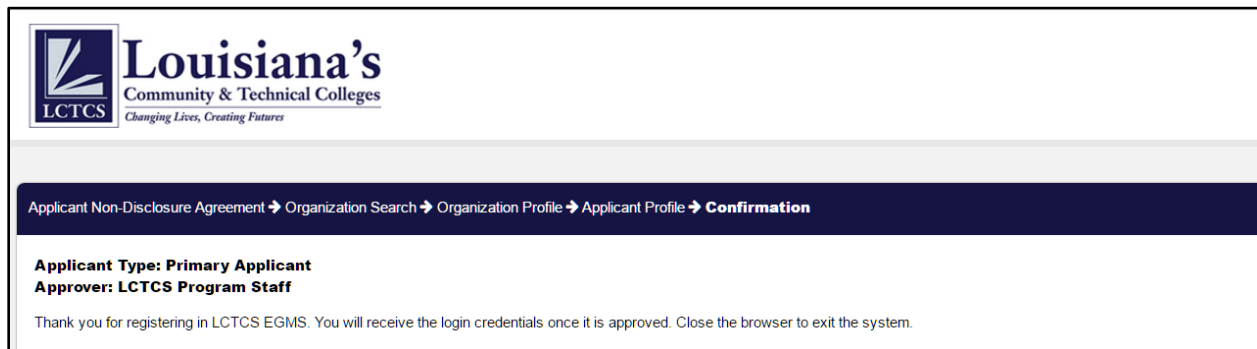 Louisiana's
Community & Technical Colleges
LCTCS
Changing Lives, Creating Futures
Applicant Non-Disclosure Agreement ➔ Organization Search ➔ Organization Profile ➔ Applicant Profile ➔ Confirmation
Applicant Type: Primary Applicant
Approver: LCTCS Program Staff
Thank you for registering in LCTCS EGMS. You will receive the login credentials once it is approved. Close the browser to exit the system.